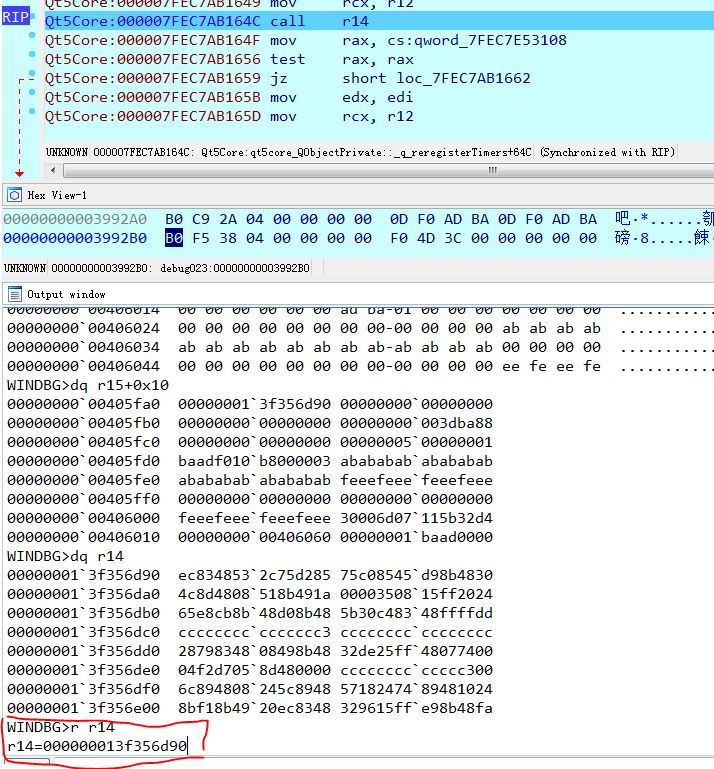 Qt5Core:000007FEC7AB1649 mov rcx, r12
RIP Qt5Core:000007FEC7AB164C call r14
Qt5Core:000007FEC7AB164F mov rax, cs:qword_7FEC7E53108
Qt5Core:000007FEC7AB1656 test rax, rax
Qt5Core:000007FEC7AB1659 jz short loc_7FEC7AB1662
Qt5Core:000007FEC7AB165B mov edx, edi
Qt5Core:000007FEC7AB165D mov rcx, r12
UNKNOWN 000007FEC7AB164C: Qt5Core:qt5core_QObjectPrivate::_q_reregisterTimers+64C (Synchronized with RIP)
Hex View-1
00000000003992A0 B0 C9 2A 04 00 00 00 00 0D F0 AD BA 0D F0 AD BA 吧·*......
00000000003992B0 B0 F5 38 04 00 00 00 00 F0 4D 3C 00 00 00 00 00 磅·8.....餗·
UNKNOWN 00000000003992B0: debug023:00000000003992B0
Output window
00000000`00406014 00 00 00 00 00 00 ad ba-01 00 00 00 00 00 00 00 ...........
00000000`00406024 00 00 00 00 00 00 00 00-00 00 00 00 ab ab ab ab ...........
00000000`00406034 ab ab ab ab ab ab ab ab-ab ab ab ab 00 00 00 00 ...........
00000000`00406044 00 00 00 00 00 00 00 00-00 00 00 00 ee fe ee fe ...........
WINDBG>dq r15+0x10
00000000`00405fa0 00000001`3f356d90 00000000`00000000
00000000`00405fb0 00000000`00000000 00000000`003dba88
00000000`00405fc0 00000000`00000000 00000005`00000001
00000000`00405fd0 baadf010`b8000003 abababab`abababab
00000000`00405fe0 abababab`abababab feeefeee`feeefeee
00000000`00405ff0 00000000`00000000 00000000`00000000
00000000`00406000 feeefeee`feeefeee 30006d07`115b32d4
00000000`00406010 00000000`00406060 00000001`baad0000
WINDBG>dq r14
00000001`3f356d90 ec834853`2c75d285 75c08545`d98b4830
00000001`3f356da0 4c8d4808`518b491a 00003508`15ff2024
00000001`3f356db0 65e8cb8b`48d08b48 5b30c483`48ffffdd
00000001`3f356dc0 cccccccc`ccccccc3 cccccccc`cccccccc
00000001`3f356dd0 28798348`08498b48 32de25ff`48077400
00000001`3f356de0 04f2d705`8d480000 cccccccc`ccccc300
00000001`3f356df0 6c894808`245c8948 57182474`89481024
00000001`3f356e00 8bf18b49`20ec8348 329615ff`e98b48fa
WINDBG>r r14
r14=000000013f356d90